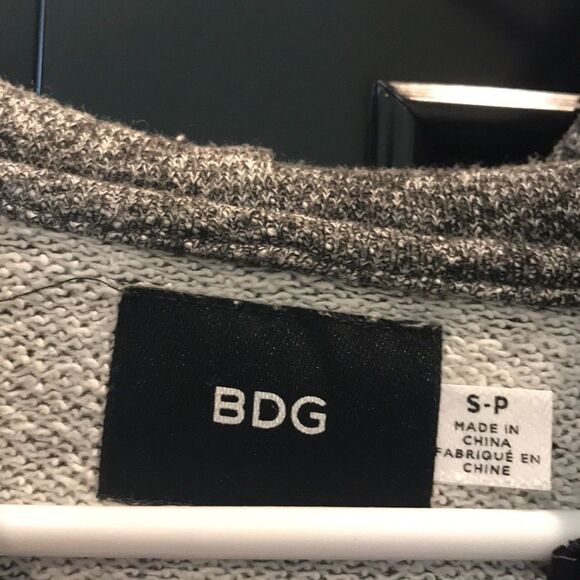 BDG
S-P
MADE IN
CHINA
FABRIQUÉ EN
CHINE